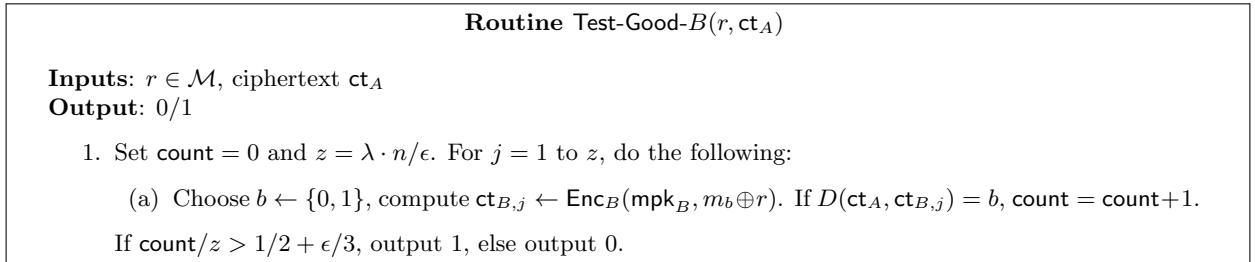 Routine Test-Good-B(r, ct_A)
Inputs: r ∈ ℳ, ciphertext ct_A
Output: 0/1
1. Set count = 0 and z = λ · n/ϵ. For j = 1 to z, do the following:
(a) Choose b ← {0, 1}, compute ct_{B,j} ← Enc_B(mpk_B, m_b⊕r). If D(ct_A, ct_{B,j}) = b, count = count+1.
If count/z > 1/2 + ϵ/3, output 1, else output 0.